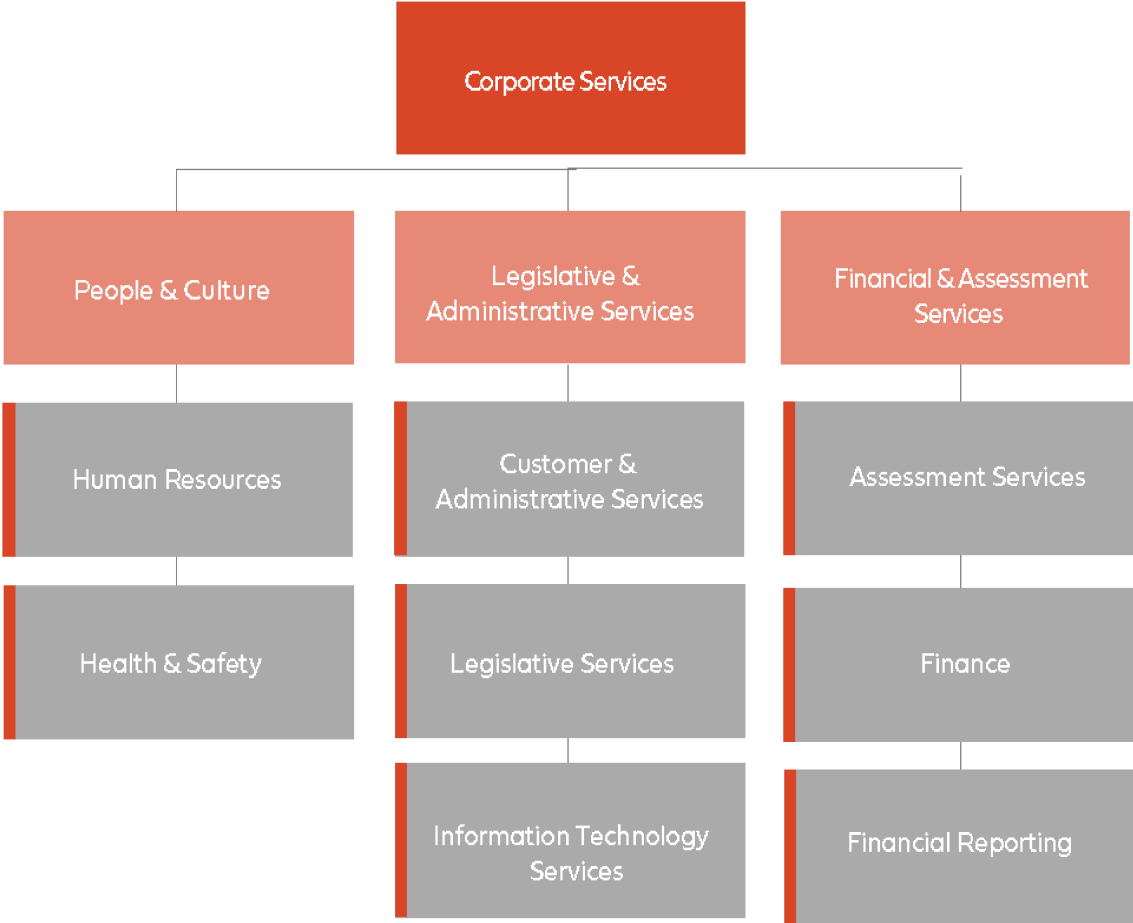 Corporate Services
People & Culture
Legislative &
Administrative Services
Financial & Assessment
Services
Human Resources
Customer &
Administrative Services
Assessment Services
Health & Safety
Legislative Services
Finance
Information Technology
Services
Financial Reporting